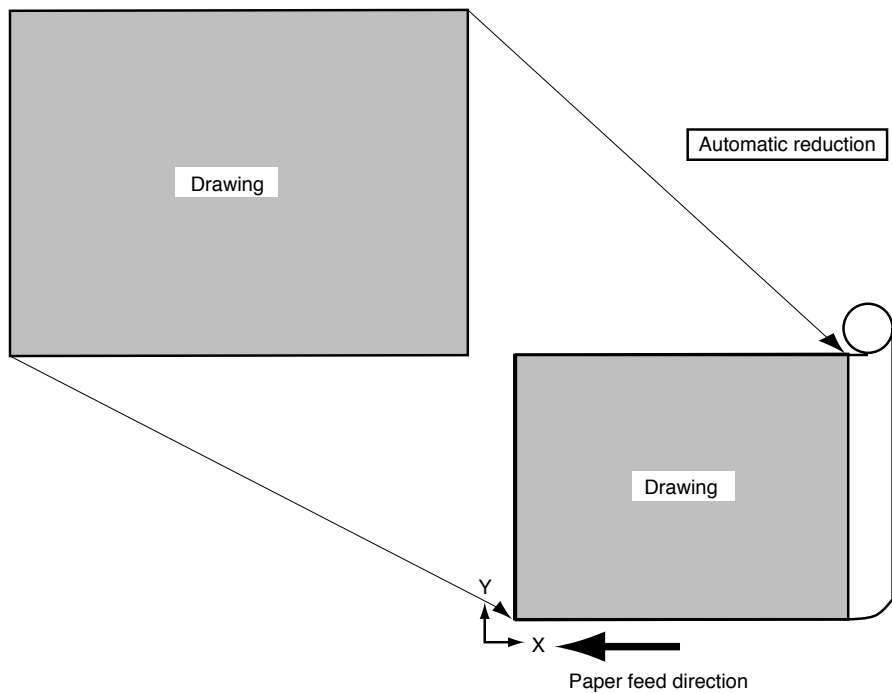 Drawing
Automatic reduction
Drawing
Y
X
Paper feed direction